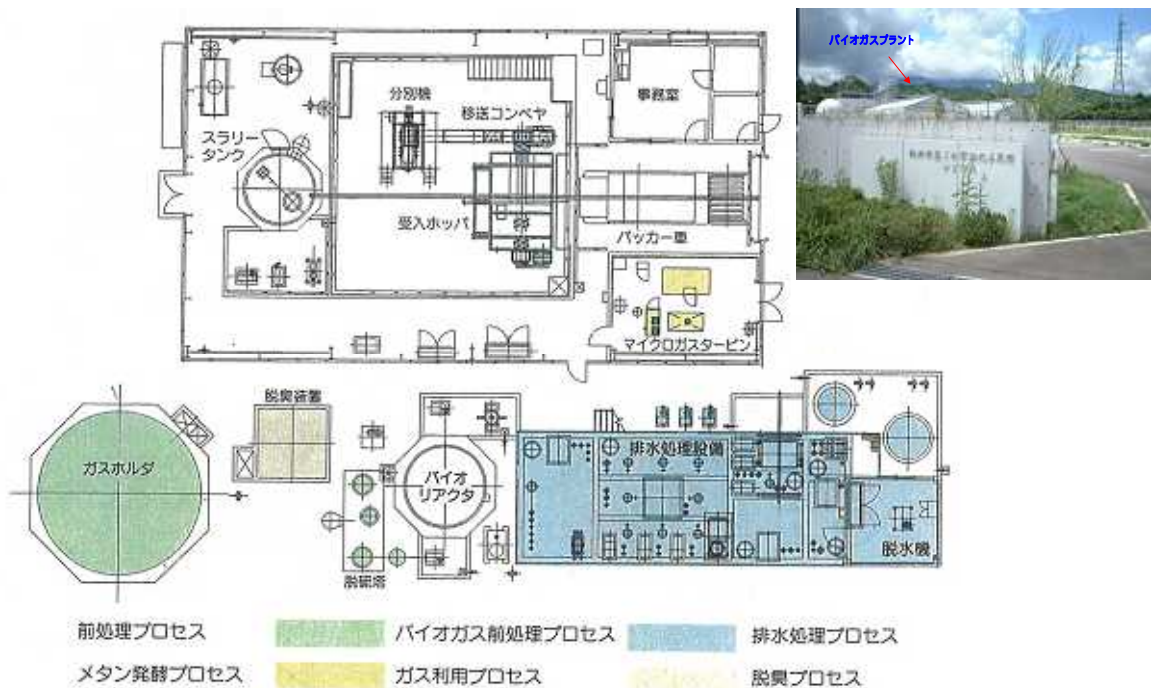 バイオガスプラント
分別機
移送コンベヤ
事務室
スラリー
タンク
受入ホッパ
パッカー車
マイクロガスタービン
脱臭装置
ガスホルダ
バイオ
リアクタ
排水処理設備
脱硫塔
脱水機
前処理プロセス
バイオガス前処理プロセス
排水処理プロセス
メタン発酵プロセス
ガス利用プロセス
脱臭プロセス